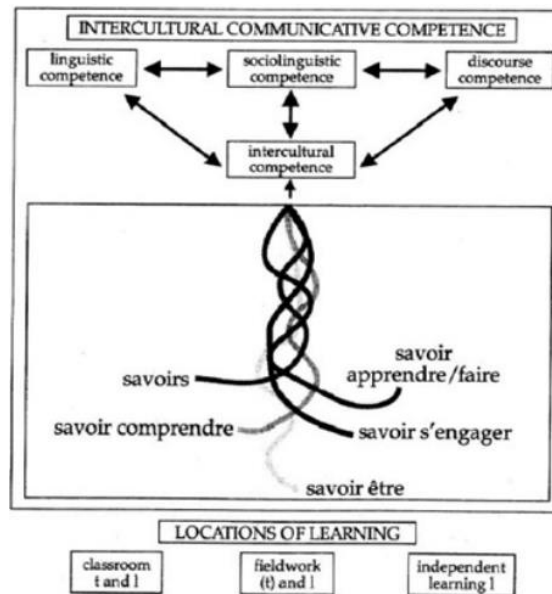 INTERCULTURAL COMMUNICATIVE COMPETENCE
linguistic
competence
sociolinguistic
competence
discourse
competence
intercultural
competence
savoir
apprendre/faire
savoirs
savoir comprendre
savoir s'engager
savoir être
LOCATIONS OF LEARNING
classroom
t and l
fieldwork
(t) and l
independent
learning l